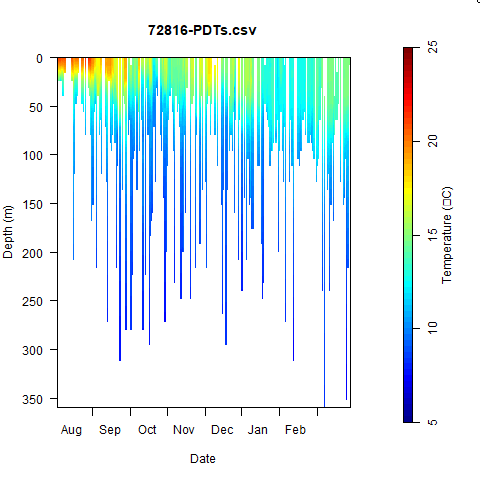 72816-PDTs.csv
0
50
100
150
200
250
300
350
Depth (m)
Aug Sep Oct Nov Dec Jan Feb
Date
5
10
15
20
25
Temperature (□C)